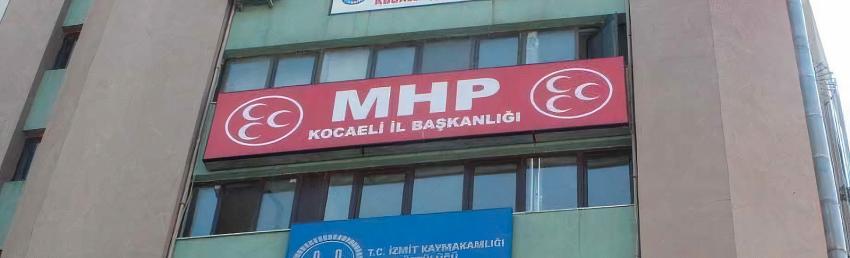 MHP
KOCAELİ İL BAŞKANLIĞI
T.C. İZMİT KAYMAKAMLIĞI